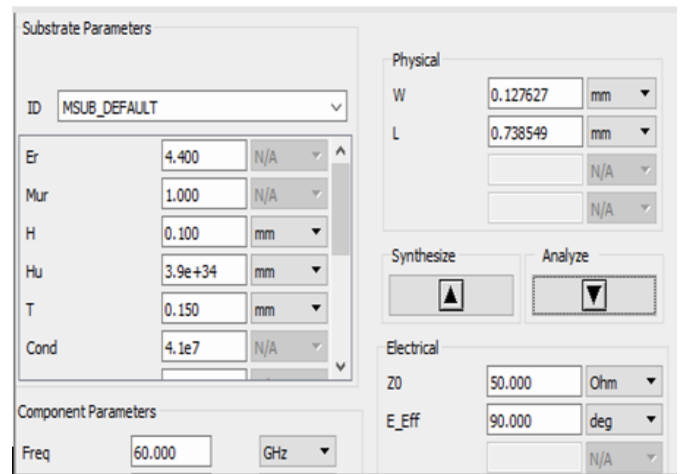 Substrate Parameters
ID MSUB_DEFAULT
Er 4.400 N/A
Mur 1.000 N/A
H 0.100 mm
Hu 3.9e+34 mm
T 0.150 mm
Cond 4.1e7 N/A
Component Parameters
Freq 60.000 GHz
Physical
W 0.127627 mm
L 0.738549 mm
N/A
N/A
Synthesize Analyze
Electrical
Z0 50.000 Ohm
E_Eff 90.000 deg
N/A